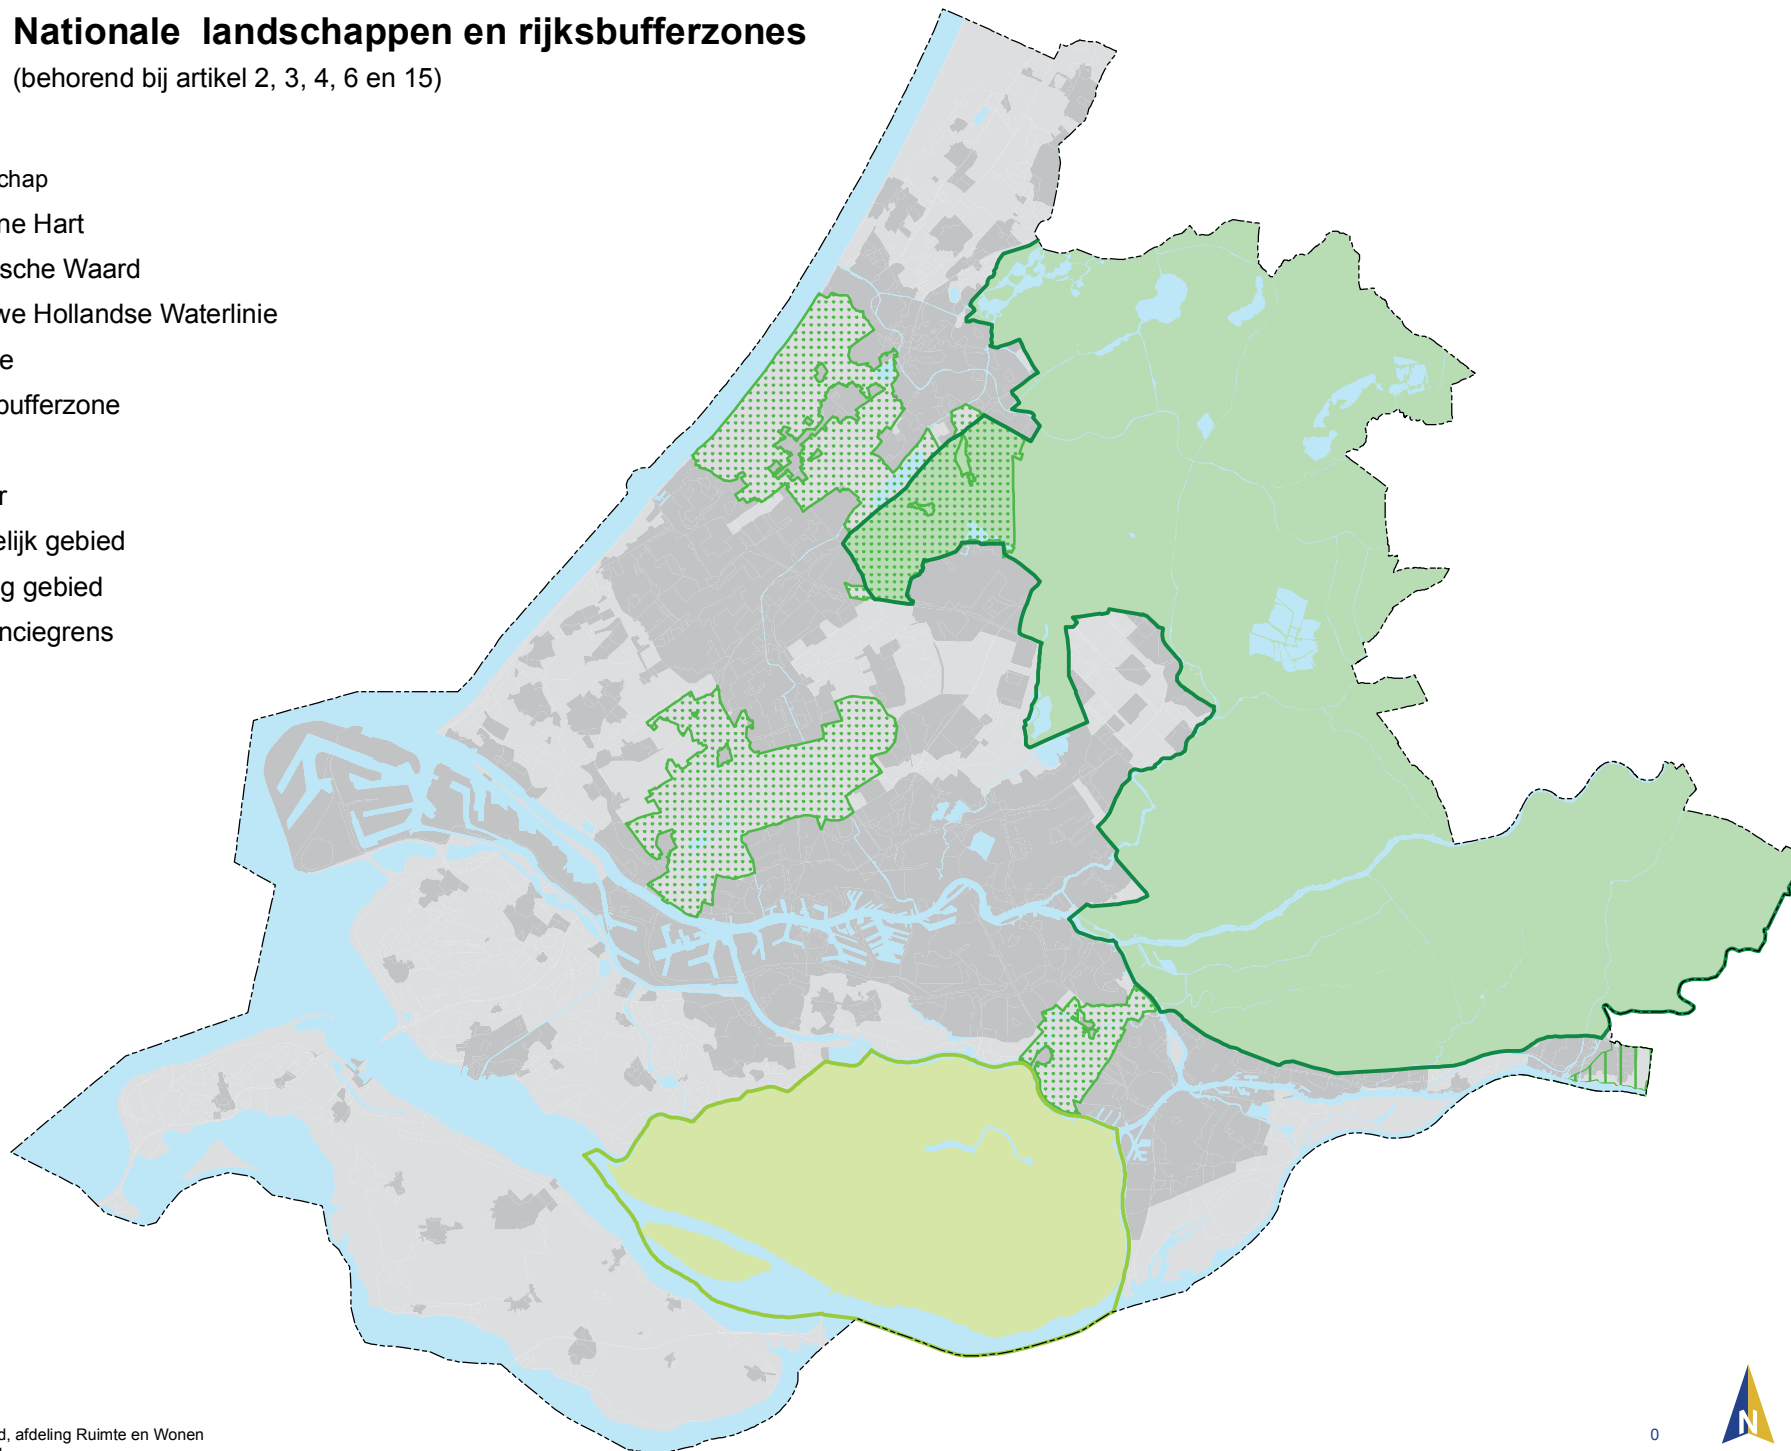 Nationale landschappen en rijksbufferzones
(behorend bij artikel 2, 3, 4, 6 en 15)
chap
ne Hart
sche Waard
we Hollandse Waterlinie
e
bufferzone
r
elijk gebied
g gebied
nciegrens
d, afdeling Ruimte en Wonen
0
N